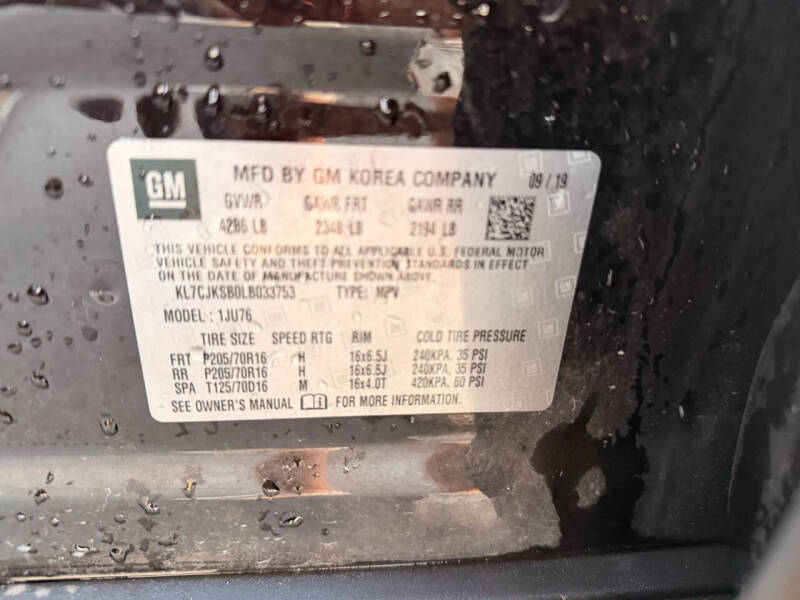 GM MFD BY GM KOREA COMPANY 09/19
GVWR GAWR FRT GAWR RR
4286 LB 2348 LB 2194 LB
THIS VEHICLE CONFORMS TO ALL APPLICABLE U.S. FEDERAL MOTOR
VEHICLE SAFETY AND THEFT PREVENTION STANDARDS IN EFFECT
ON THE DATE OF MANUFACTURE SHOWN ABOVE.
KL7CJKSB0LB033753 TYPE: MPV
MODEL: 1JU76
TIRE SIZE SPEED RTG RIM COLD TIRE PRESSURE
FRT P205/70R16 H 16x6.5J 240KPA, 35 PSI
RR P205/70R16 H 16x6.5J 240KPA, 35 PSI
SPA T125/70D16 M 16x4.0T 420KPA, 60 PSI
SEE OWNER'S MANUAL FOR MORE INFORMATION.